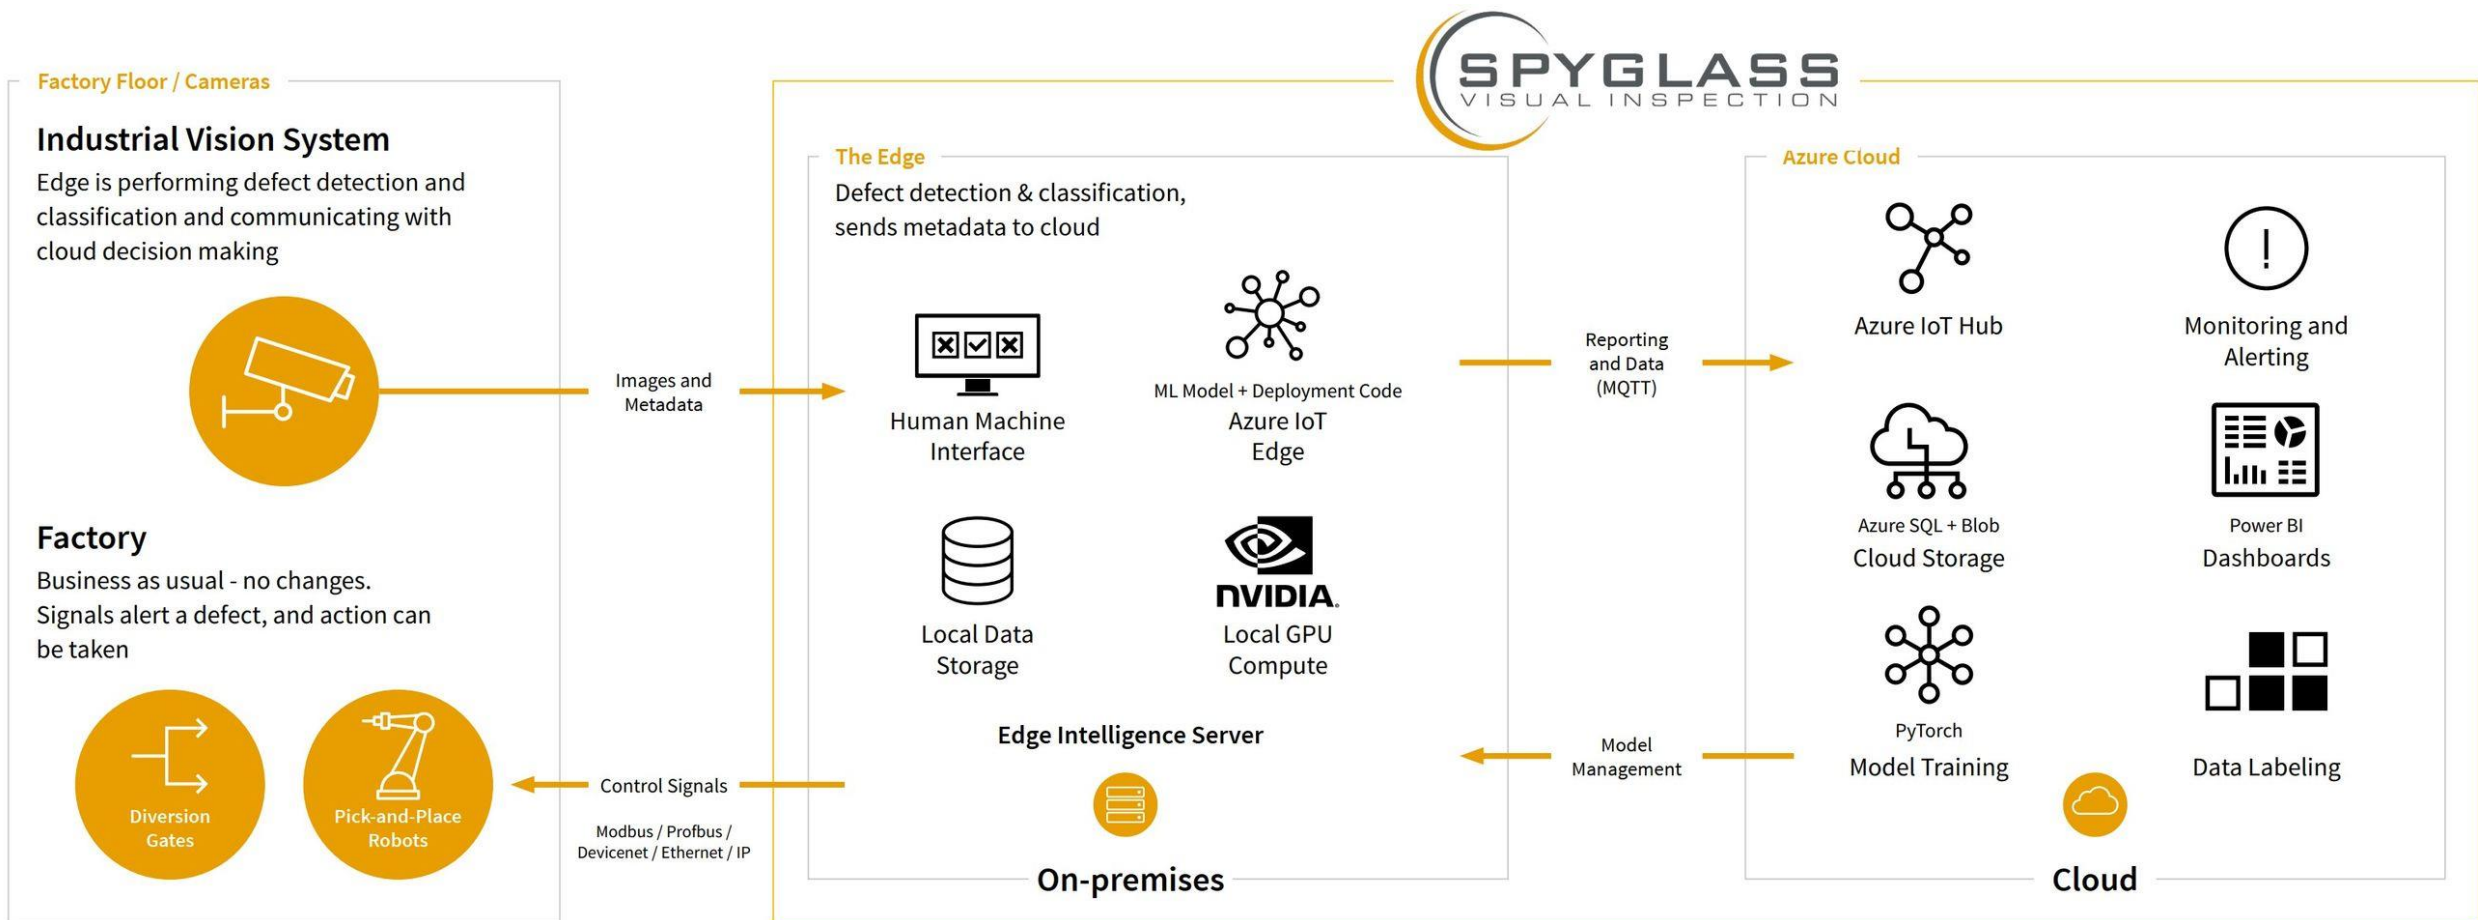 SPYGLASS
VISUAL INSPECTION
Factory Floor / Cameras
Industrial Vision System
Edge is performing defect detection and
classification and communicating with
cloud decision making
Factory
Business as usual - no changes.
Signals alert a defect, and action can
be taken
Diversion
Gates
Pick-and-Place
Robots
Images and
Metadata
Control Signals
Modbus / Profbus /
Devicenet / Ethernet / IP
The Edge
Defect detection & classification,
sends metadata to cloud
Human Machine
Interface
ML Model + Deployment Code
Azure IoT
Edge
Local Data
Storage
NVIDIA.
Local GPU
Compute
Edge Intelligence Server
On-premises
Reporting
and Data
(MQTT)
Model
Management
Azure Cloud
Azure IoT Hub
Monitoring and
Alerting
Azure SQL + Blob
Cloud Storage
Power BI
Dashboards
PyTorch
Model Training
Data Labeling
Cloud